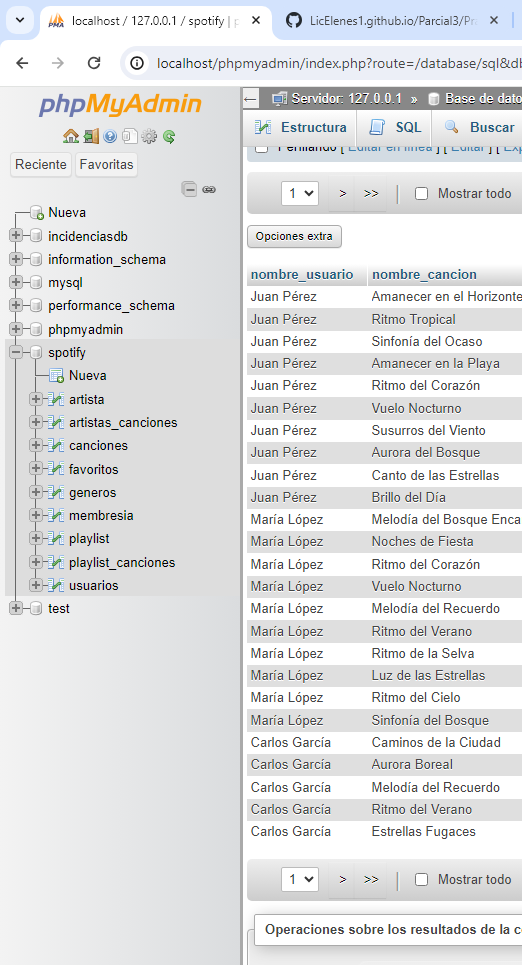 localhost / 127.0.0.1 / spotify | p
LicElenes1.github.io/Parcial3/Pr
localhost/phpmyadmin/index.php?route=/database/sql&db
phpMyAdmin
Reciente Favoritas
Nueva
incidenciasdb
information_schema
mysql
performance_schema
phpmyadmin
spotify
Nueva
artista
artistas_canciones
canciones
favoritos
generos
membresia
playlist
playlist_canciones
usuarios
test
Servidor: 127.0.0.1 » Base de dato
Estructura SQL Buscar
Perfilando [ Editar en línea ] [ Editar ] [ Exp
1 > >> Mostrar todo
Opciones extra
nombre_usuario nombre_cancion
Juan Pérez Amanecer en el Horizonte
Juan Pérez Ritmo Tropical
Juan Pérez Sinfonía del Ocaso
Juan Pérez Amanecer en la Playa
Juan Pérez Ritmo del Corazón
Juan Pérez Vuelo Nocturno
Juan Pérez Susurros del Viento
Juan Pérez Aurora del Bosque
Juan Pérez Canto de las Estrellas
Juan Pérez Brillo del Día
María López Melodía del Bosque Enca
María López Noches de Fiesta
María López Ritmo del Corazón
María López Vuelo Nocturno
María López Melodía del Recuerdo
María López Ritmo del Verano
María López Ritmo de la Selva
María López Luz de las Estrellas
María López Ritmo del Cielo
María López Sinfonía del Bosque
Carlos García Caminos de la Ciudad
Carlos García Aurora Boreal
Carlos García Melodía del Recuerdo
Carlos García Ritmo del Verano
Carlos García Estrellas Fugaces
1 > >> Mostrar todo
Operaciones sobre los resultados de la c